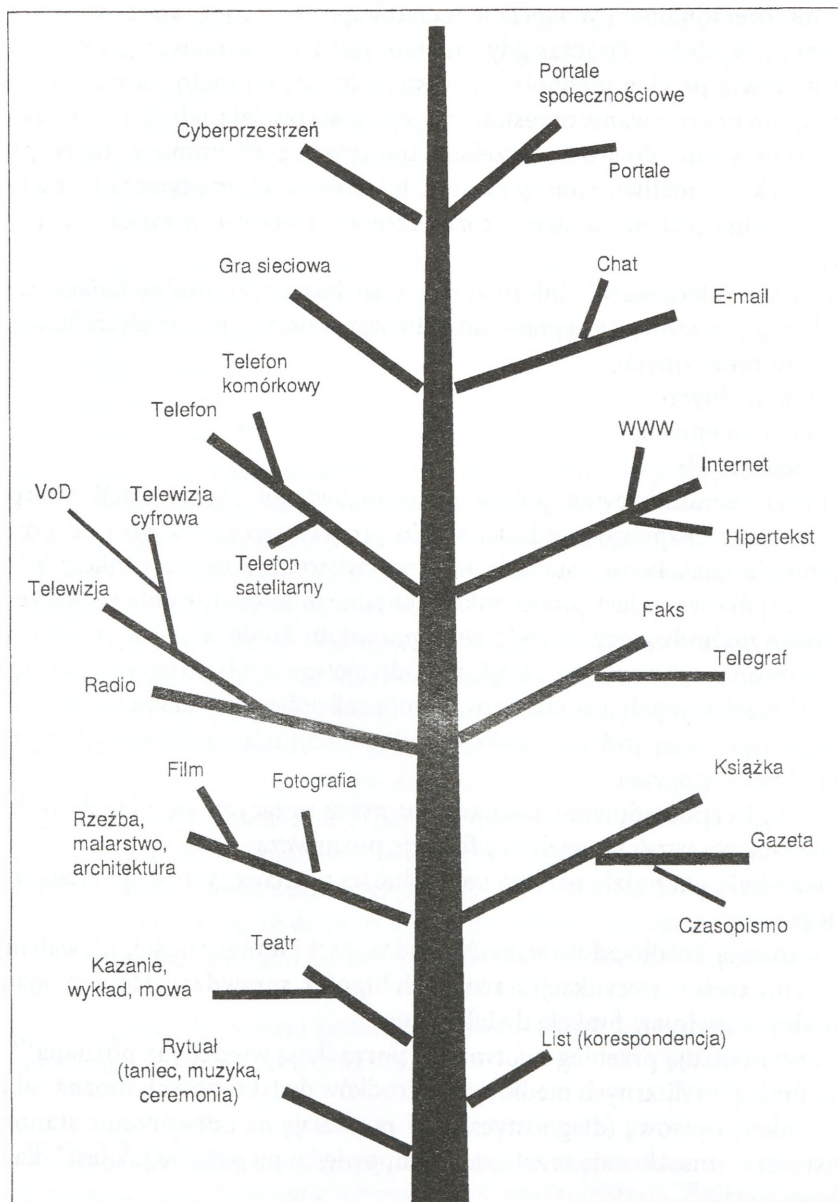 Portale
społecznościowe
Cyberprzestrzeń
Portale
Gra sieciowa
Chat
E-mail
Telefon
komórkowy
Telefon
WWW
Internet
VoD
Telewizja
cyfrowa
Hipertekst
Telefon
satelitarny
Telewizja
Faks
Telegraf
Radio
Książka
Film
Fotografia
Rzeźba,
malarstwo,
architektura
Gazeta
Czasopismo
Teatr
Kazanie,
wykład, mowa
List (korespondencja)
Rytuał
(taniec, muzyka,
ceremonia)